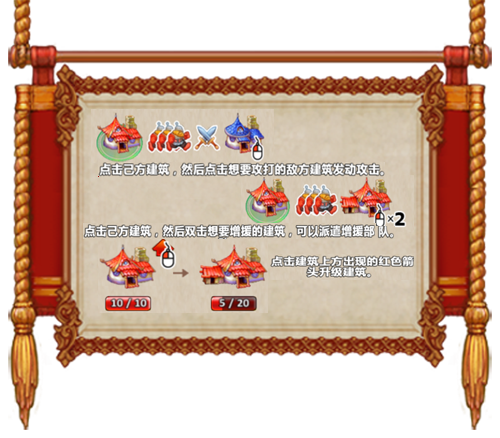 点击己方建筑，然后点击想要攻打的敌方建筑发动攻击。
×2
点击己方建筑，然后双击想要增援的建筑，可以派遣增援部队。
点击建筑上方出现的红色箭
头升级建筑。
10/10
5/20